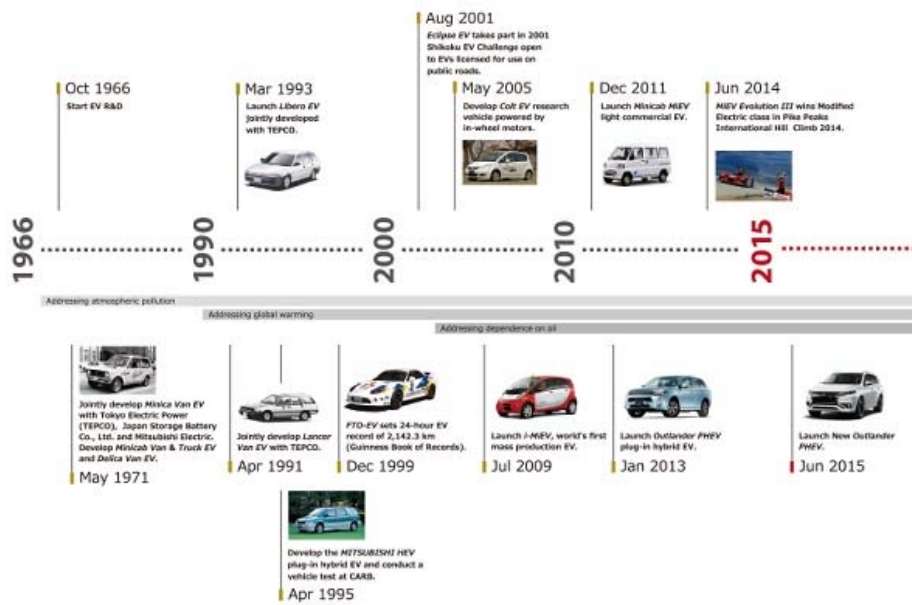 Aug 2001
Eclipse EV takes part in 2001
Shikoku EV Challenge open
to EVs licensed for use on
public roads.
Oct 1966
Start EV R&D
Mar 1993
Launch Libero EV
jointly developed
with TEPCO.
May 2005
Develop Colt EV research
vehicle powered by
in-wheel motors.
Dec 2011
Launch Minicab MiEV
light commercial EV.
Jun 2014
MiEV Evolution III wins Modified
Electric class in Pike Peaks
International Hill Climb 2014.
1966
1990
2000
2010
2015
Addressing atmospheric pollution
Addressing global warming
Addressing dependence on oil
Jointly develop Minica Van EV
with Tokyo Electric Power
(TEPCO), Japan Storage Battery
Co., Ltd. and Mitsubishi Electric.
Develop Minicab Van & Truck EV
and Delica Van EV.
May 1971
Jointly develop Lancer
Van EV with TEPCO.
Apr 1991
FTO-EV sets 24-hour EV
record of 2,142.3 km
(Guinness Book of Records).
Dec 1999
Launch i-MiEV, world's first
mass production EV.
Jul 2009
Launch Outlander PHEV
plug-in hybrid EV.
Jan 2013
Launch New Outlander
PHEV.
Jun 2015
Develop the MITSUBISHI HEV
plug-in hybrid EV and conduct a
vehicle test at CARB.
Apr 1995